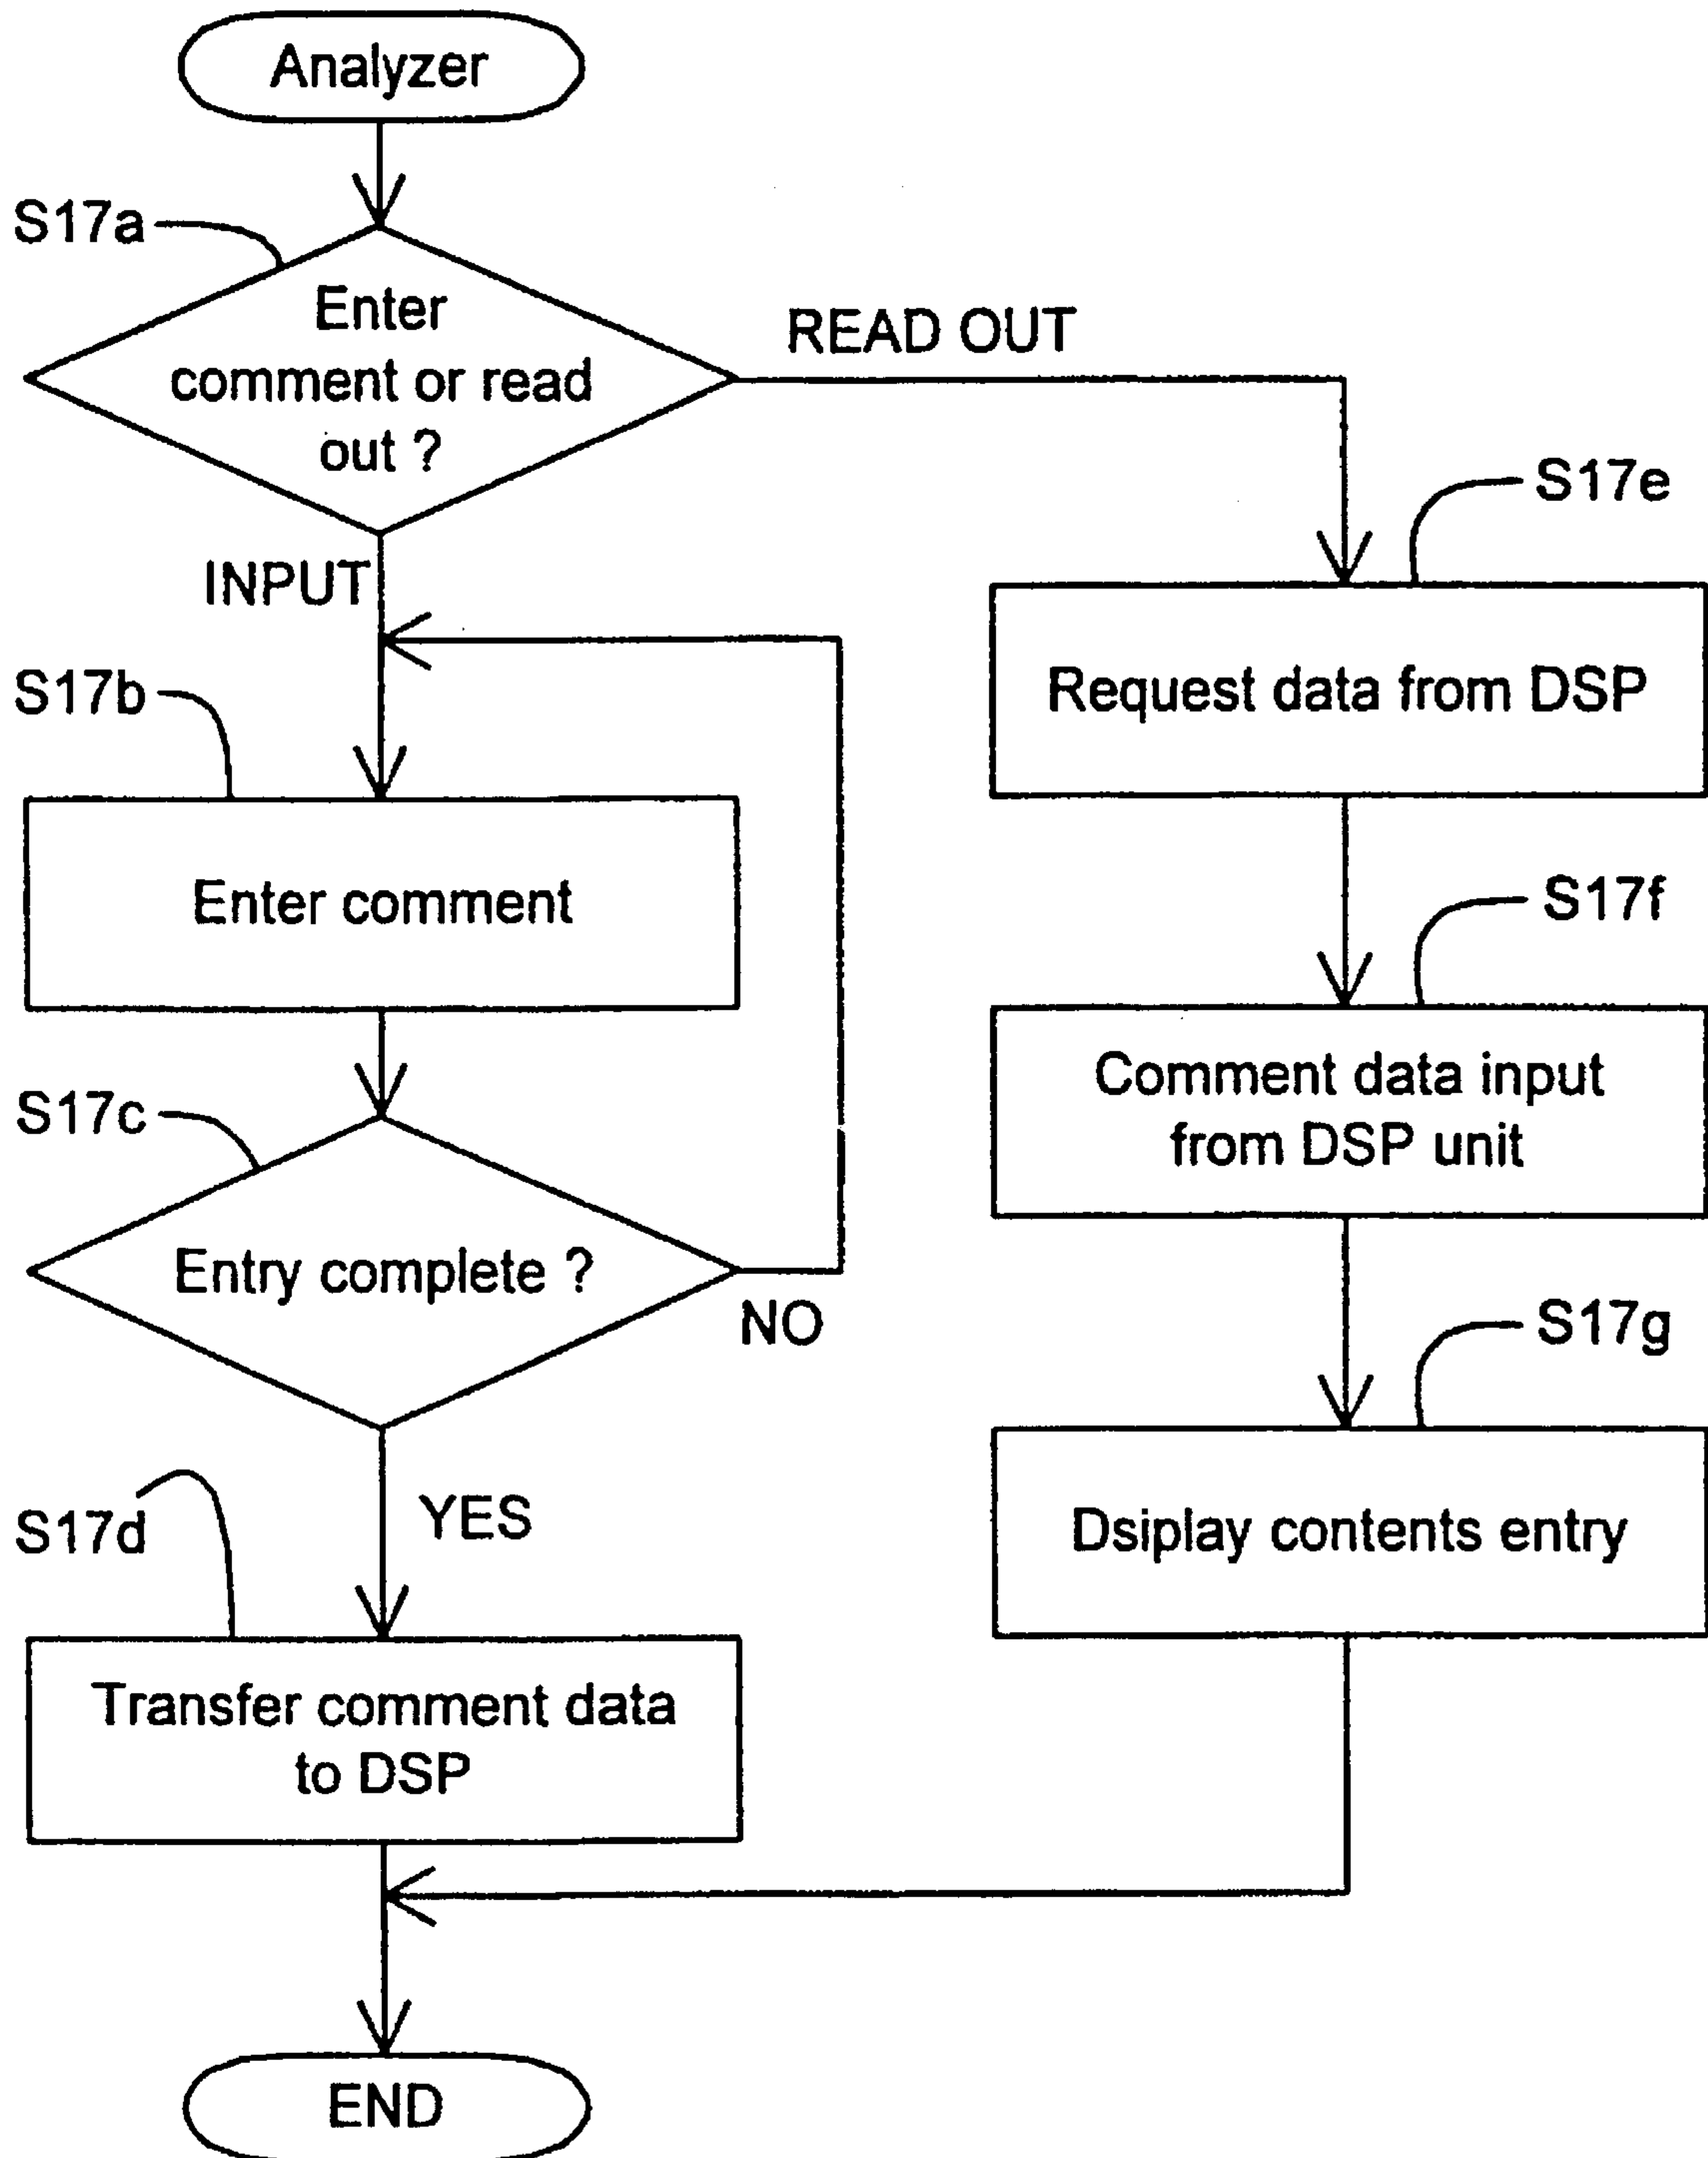 Analyzer
S17a
Enter
comment or read
out ?
READ OUT
INPUT
S17b
Enter comment
S17c
Entry complete ?
NO
YES
S17d
Transfer comment data
to DSP
S17e
Request data from DSP
S17f
Comment data input
from DSP unit
S17g
Dsiplay contents entry
END